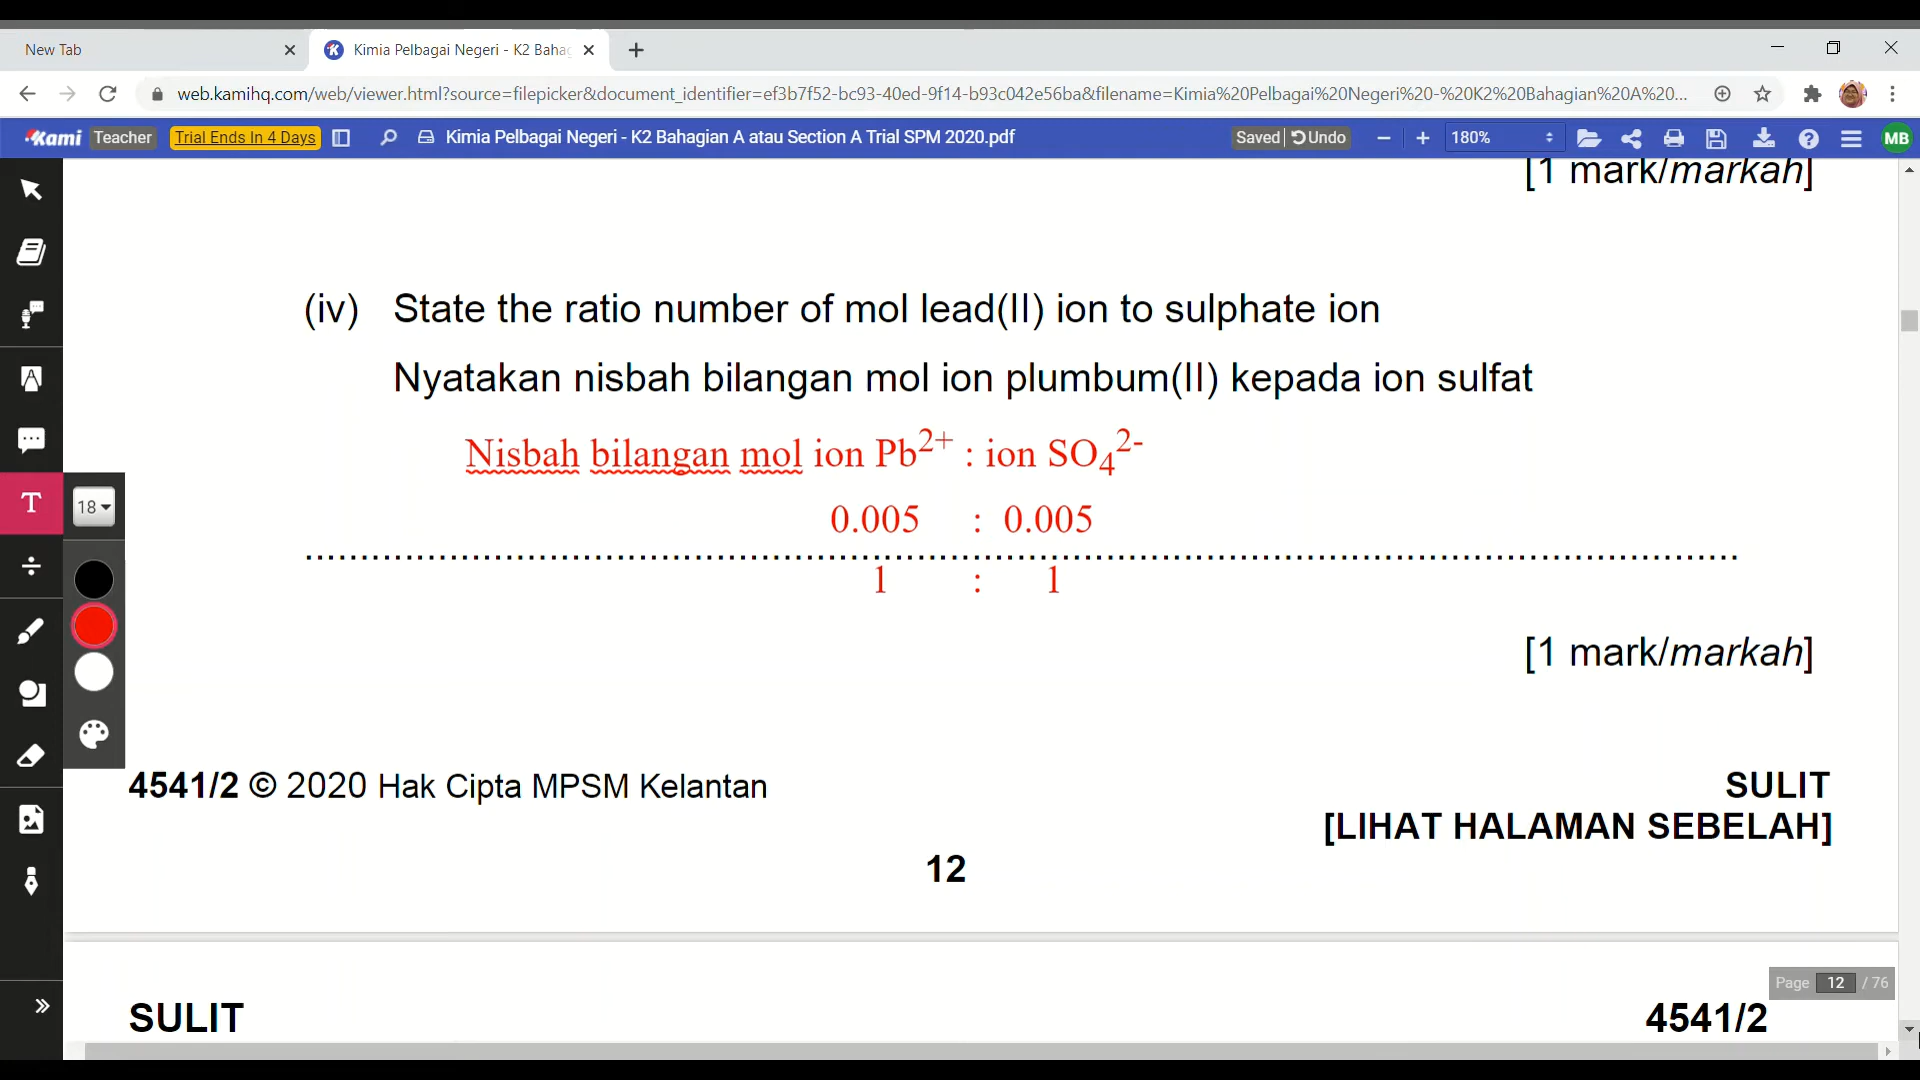 New Tab
Kimia Pelbagai Negeri - K2 Bahag
web.kamihq.com/web/viewer.html?source=filepicker&document_identifier=ef3b7f52-bc93-40ed-9f14-b93c042e56ba&filename=Kimia%20Pelbagai%20Negeri%20-%20K2%20Bahagian%20A%20...
Kami Teacher Trial Ends In 4 Days Kimia Pelbagai Negeri - K2 Bahagian A atau Section A Trial SPM 2020.pdf Saved Undo 180% MB
[1 mark/markah]
(iv) State the ratio number of mol lead(II) ion to sulphate ion
Nyatakan nisbah bilangan mol ion plumbum(II) kepada ion sulfat
Nisbah bilangan mol ion Pb²⁺ : ion SO₄²⁻
T
18
0.005 : 0.005
................................................................................
1 : 1
[1 mark/markah]
4541/2 © 2020 Hak Cipta MPSM Kelantan
SULIT
[LIHAT HALAMAN SEBELAH]
12
Page 12 / 76
SULIT
4541/2